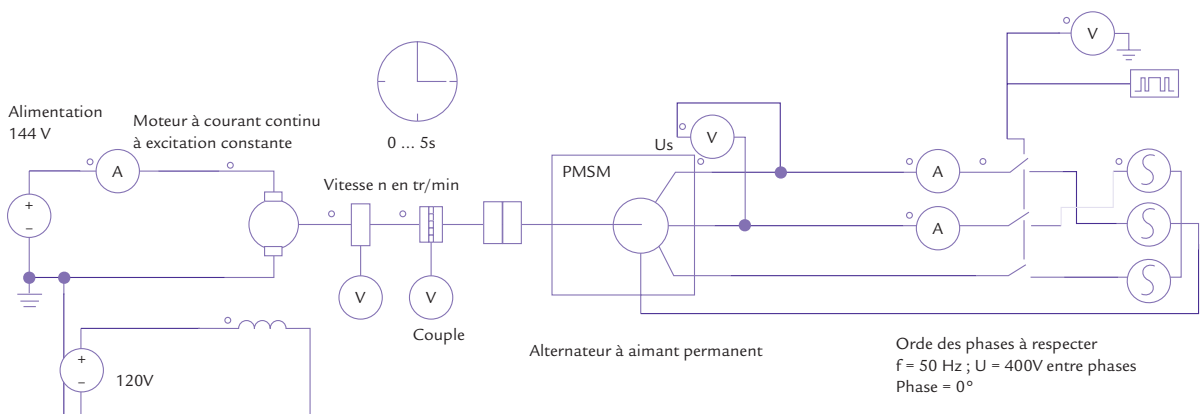 Alimentation
144 V
Moteur à courant continu
à excitation constante
0 ... 5s
Vitesse n en tr/min
A
+
−
V
V
Couple
+
−
120V
Us
V
PMSM
A
A
V
Alternateur à aimant permanent
Orde des phases à respecter
f = 50 Hz ; U = 400V entre phases
Phase = 0°